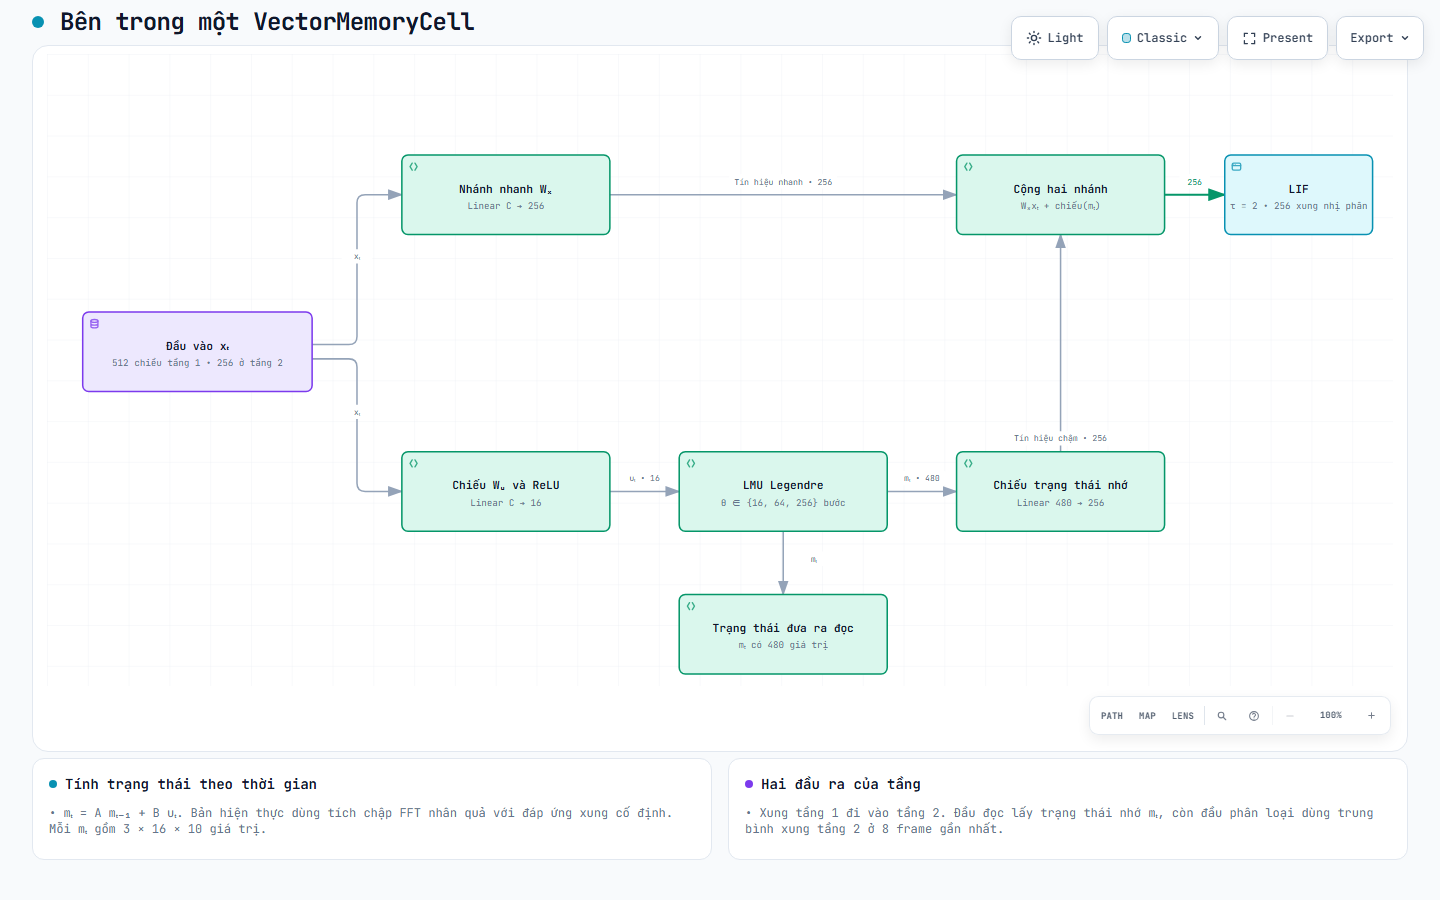 Bên trong một VectorMemoryCell
Light
Classic
Present
Export
Nhánh nhanh Wₓ
Linear C → 256
Tín hiệu nhanh • 256
Cộng hai nhánh
Wₓxₜ + chiếu(mₜ)
256
LIF
τ = 2 • 256 xung nhị phân
xₜ
Đầu vào xₜ
512 chiều tầng 1 • 256 ở tầng 2
xₜ
Tín hiệu chậm • 256
Chiếu Wᵤ và ReLU
Linear C → 16
uₜ • 16
LMU Legendre
θ ∈ {16, 64, 256} bước
mₜ • 480
Chiếu trạng thái nhớ
Linear 480 → 256
mₜ
Trạng thái đưa ra đọc
mₜ có 480 giá trị
PATH
MAP
LENS
100%
Tính trạng thái theo thời gian
• mₜ = A mₜ₋₁ + B uₜ. Bản hiện thực dùng tích chập FFT nhân quả với đáp ứng xung cố định.
Mỗi mₜ gồm 3 × 16 × 10 giá trị.
Hai đầu ra của tầng
• Xung tầng 1 đi vào tầng 2. Đầu đọc lấy trạng thái nhớ mₜ, còn đầu phân loại dùng trung
bình xung tầng 2 ở 8 frame gần nhất.